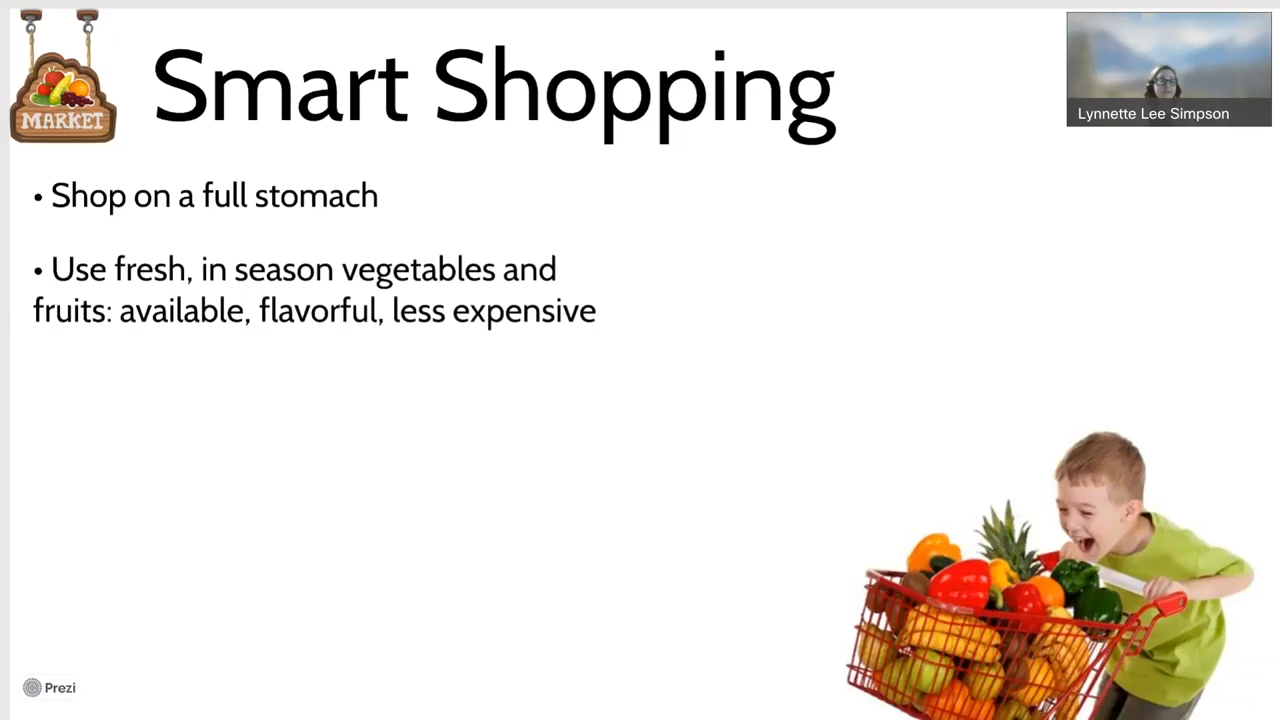 MARKET
Smart Shopping
Lynnette Lee Simpson
• Shop on a full stomach
• Use fresh, in season vegetables and
fruits: available, flavorful, less expensive
Prezi